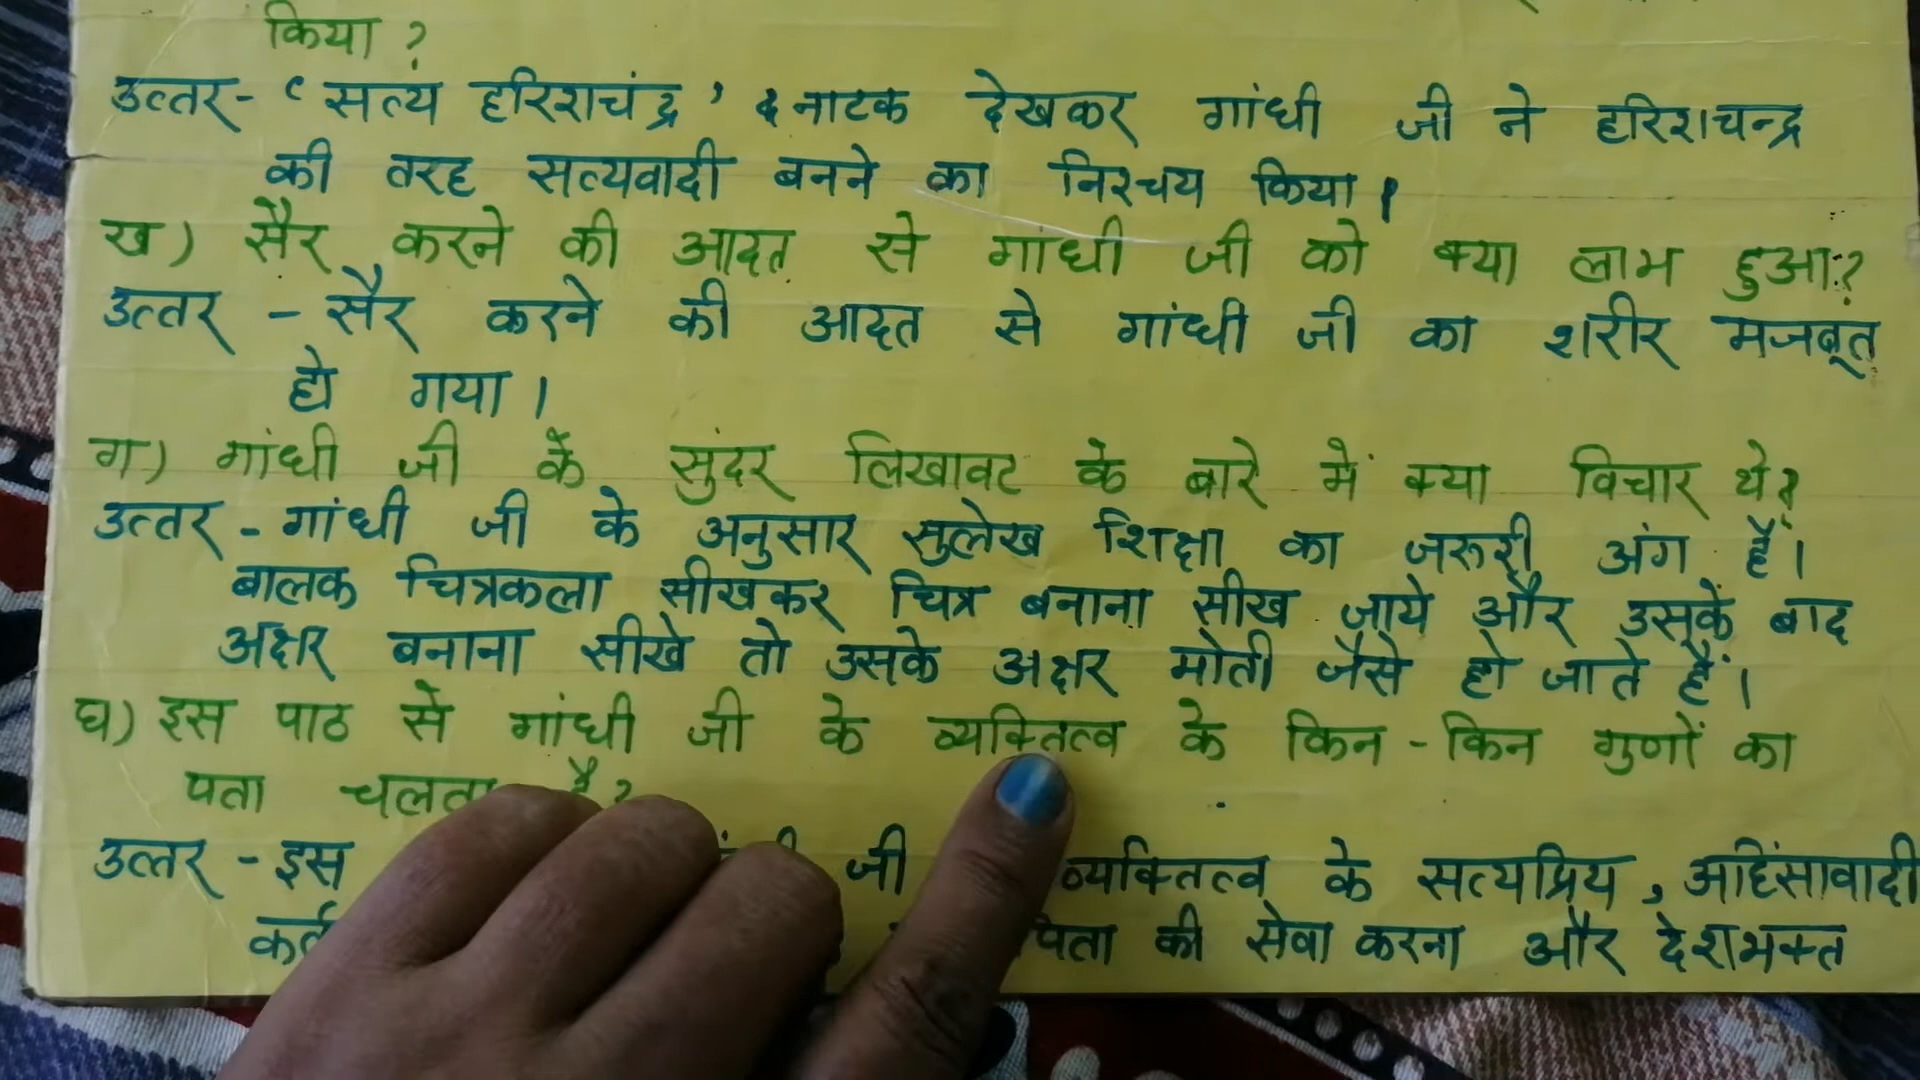 किया ?
उत्तर - ‘सत्य हरिशचंद्र’ नाटक देखकर गांधी जी ने हरिशचन्द्र
की तरह सत्यवादी बनने का निश्चय किया।
ख) सैर करने की आदत से गांधी जी को क्या लाभ हुआ?
उत्तर - सैर करने की आदत से गांधी जी का शरीर मजबूत
हो गया।
ग) गांधी जी के सुंदर लिखावट के बारे में क्या विचार थे?
उत्तर - गांधी जी के अनुसार सुलेख शिक्षा का जरूरी अंग है।
बालक चित्रकला सीखकर चित्र बनाना सीख जाये और उसके बाद
अक्षर बनाना सीखे तो उसके अक्षर मोती जैसे हो जाते हैं।
घ) इस पाठ से गांधी जी के व्यक्तित्व के किन - किन गुणों का
पता चलता है?
उत्तर - इस जी व्यक्तित्व के सत्यप्रिय, अहिंसावादी
पिता की सेवा करना और देशभक्त